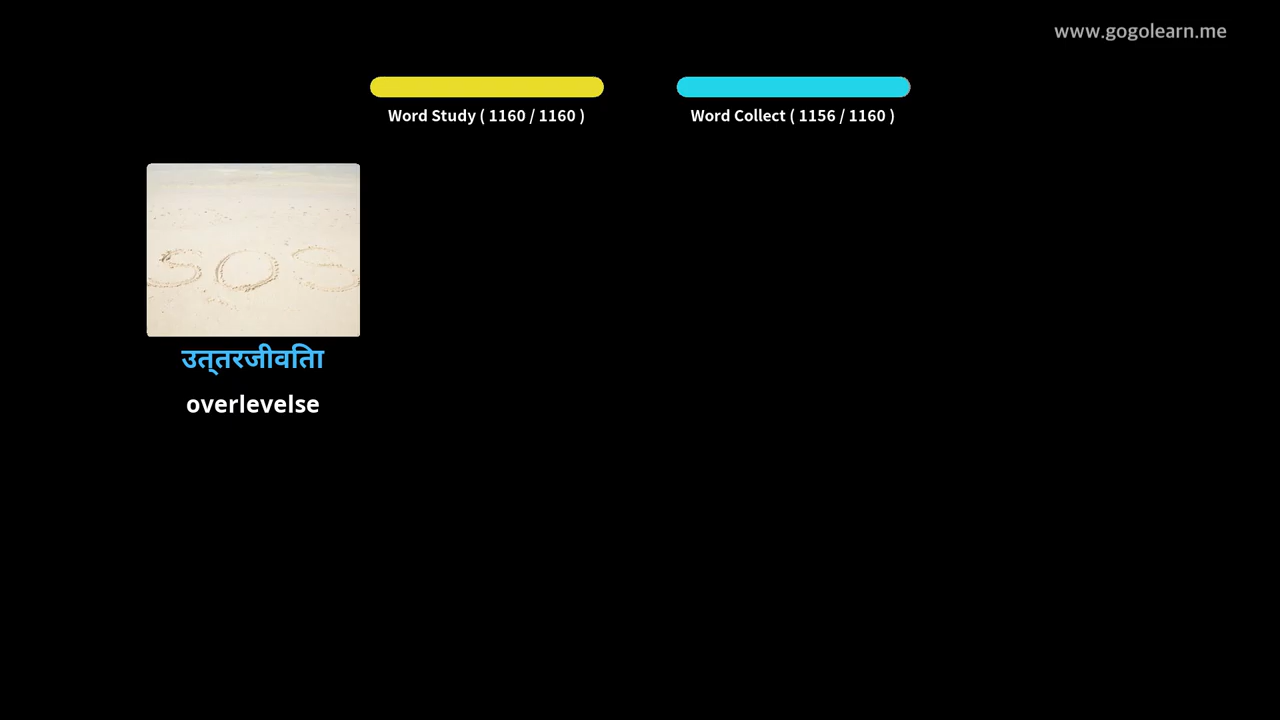 www.gogolearn.me
Word Study ( 1160 / 1160 )
Word Collect ( 1156 / 1160 )
SOS
उत्तरजीविता
overlevelse